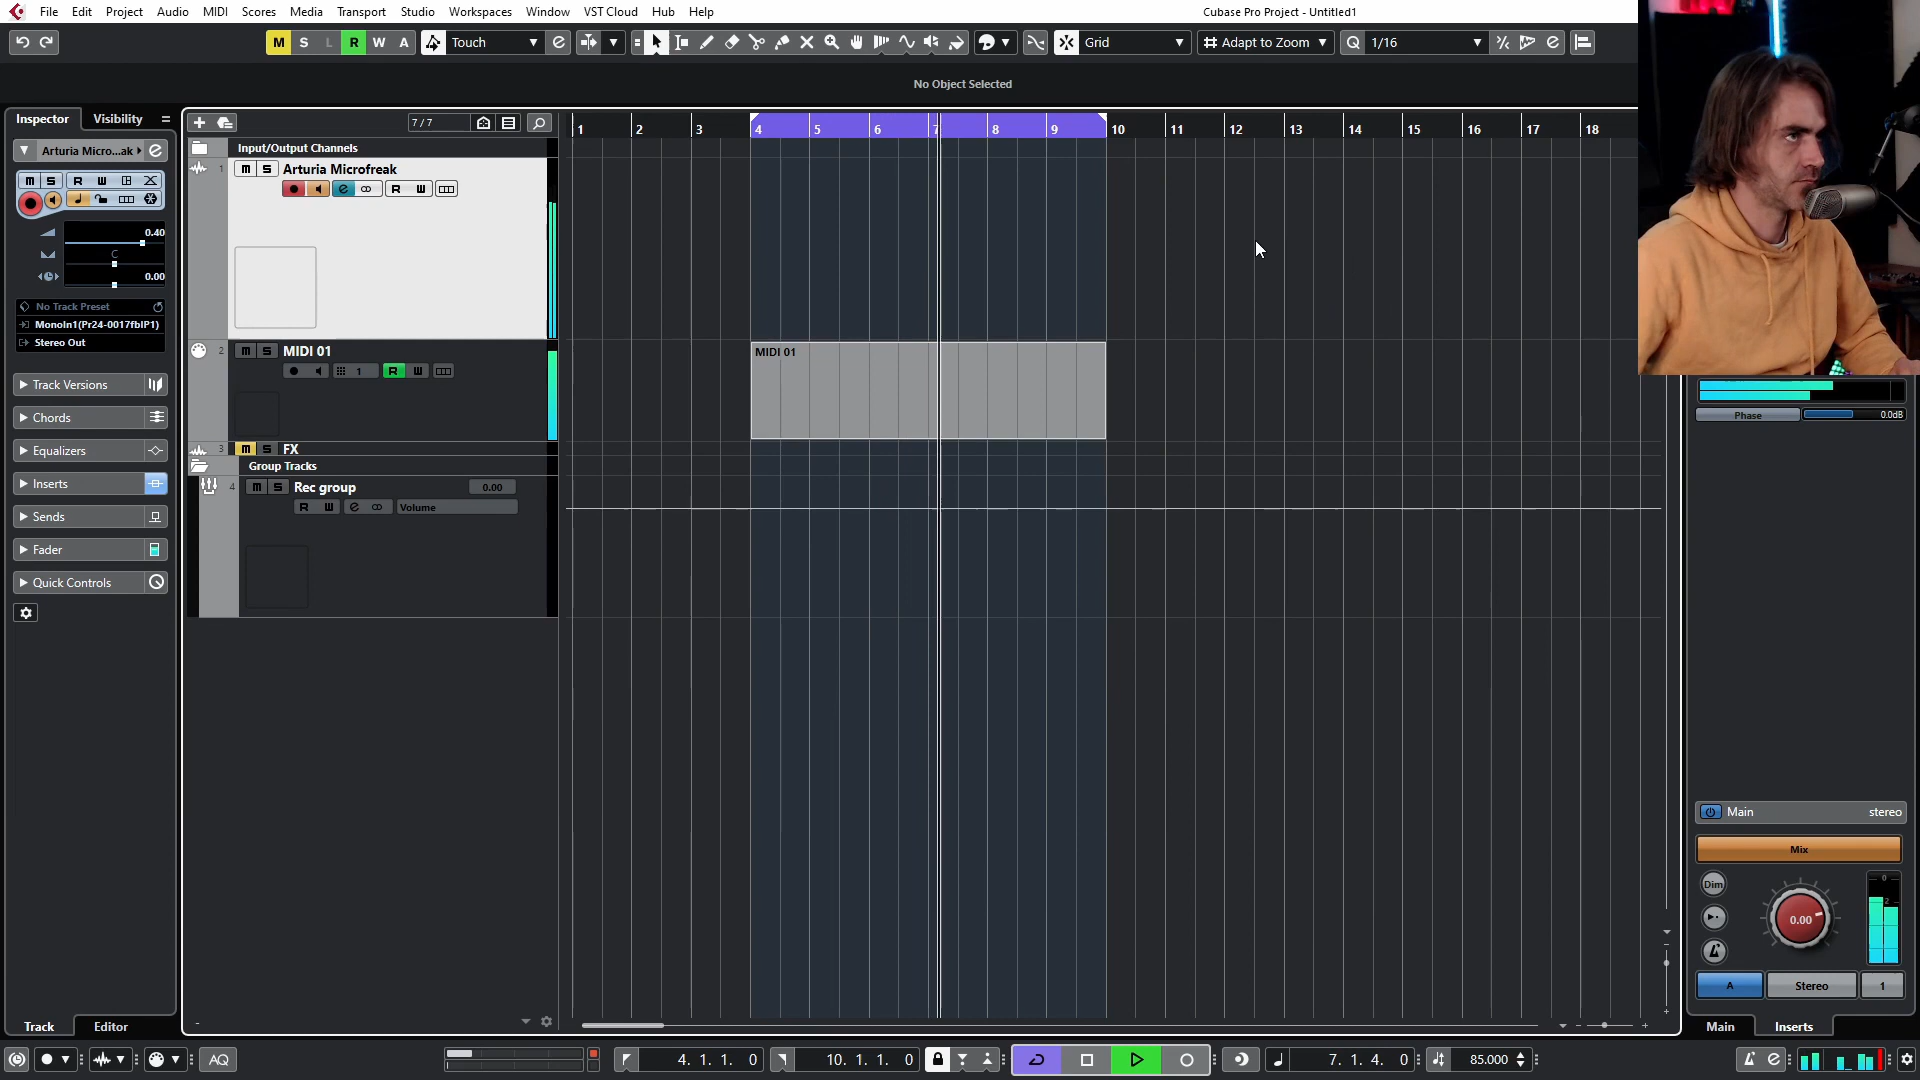 File Edit Project Audio MIDI Scores Media Transport Studio Workspaces Window VST Cloud Hub Help
Cubase Pro Project - Untitled1
M S L R W A Touch Grid Adapt to Zoom Q 1/16
No Object Selected
Inspector Visibility
Arturia Micro...ak
M S R W
0.40
C
0.00
No Track Preset
MonoIn1(Pr24-0017fbIP1)
Stereo Out
Track Versions
Chords
Equalizers
Inserts
Sends
Fader
Quick Controls
Track Editor
7 / 7
Input/Output Channels
1 M S Arturia Microfreak
R W
2 M S MIDI 01
1 R W
3 M S FX
Group Tracks
4 M S Rec group 0.00
R W Volume
1 2 3 4 5 6 7 8 9 10 11 12 13 14 15 16 17 18
MIDI 01
Phase 0.0dB
Main stereo
Mix
Dim
0.00
A Stereo 1
Main Inserts
AQ 4. 1. 1. 0 10. 1. 1. 0 7. 1. 4. 0 85.000